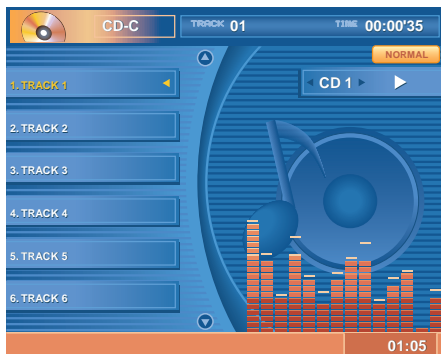 CD-C TRACK 01 TIME 00:00'35
NORMAL
CD 1
1. TRACK 1
2. TRACK 2
3. TRACK 3
4. TRACK 4
5. TRACK 5
6. TRACK 6
01:05